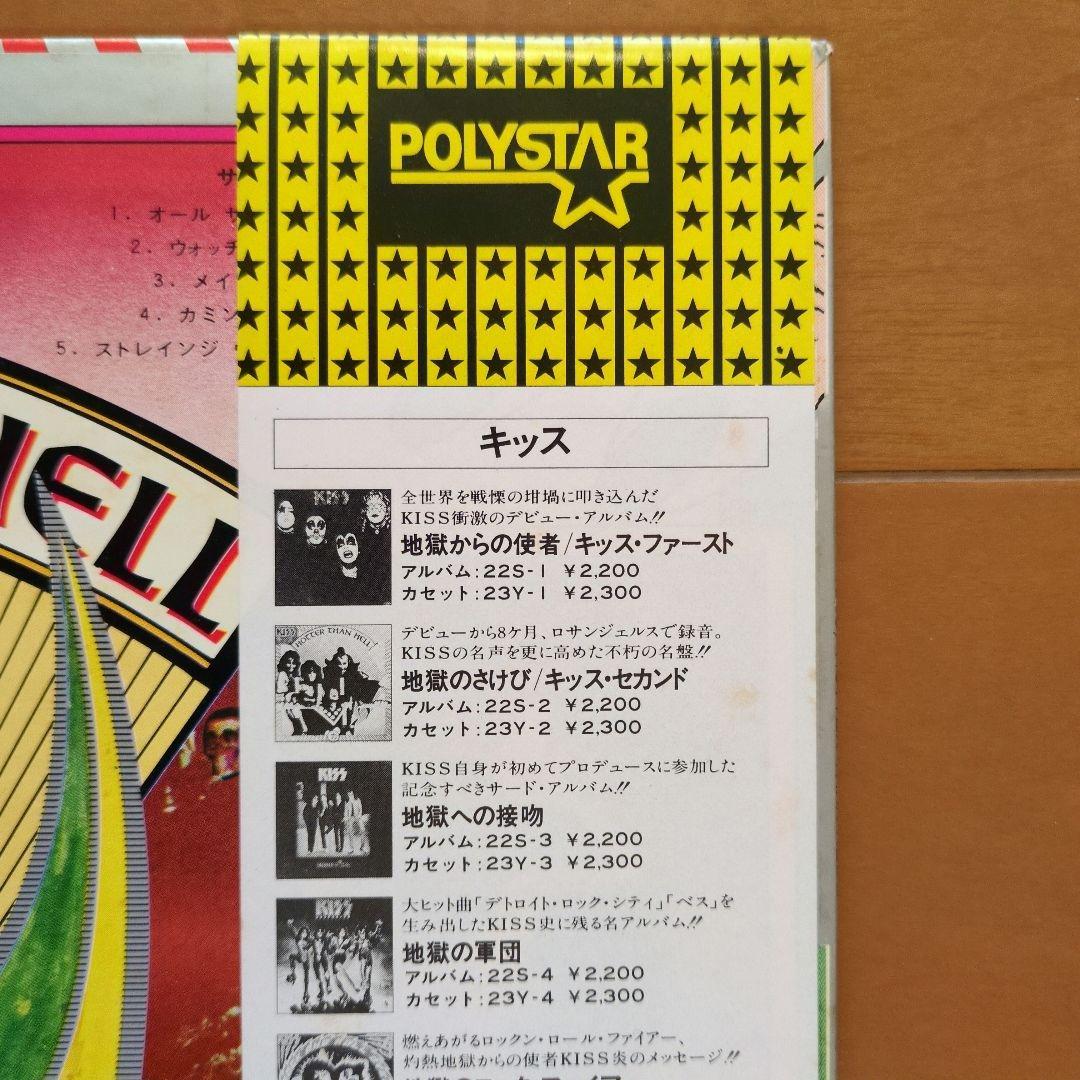 POLYSTAR
サ
1. オール サ
2. ウォッチ
3. メイ
4. カミン
5. ストレインジ
HELL
キッス
KISS
全世界を戦慄の坩堝に叩き込んだ
KISS衝激のデビュー・アルバム!!
地獄からの使者/キッス・ファースト
アルバム:22S-1 ¥2,200
カセット:23Y-1 ¥2,300
KISS
HOTTER THAN HELL
デビューから8ケ月、ロサンジェルスで録音。
KISSの名声を更に高めた不朽の名盤!!
地獄のさけび/キッス・セカンド
アルバム:22S-2 ¥2,200
カセット:23Y-2 ¥2,300
KISS
KISS自身が初めてプロデュースに参加した
記念すべきサード・アルバム!!
地獄への接吻
アルバム:22S-3 ¥2,200
カセット:23Y-3 ¥2,300
KISS
大ヒット曲「デトロイト・ロック・シティ」「ベス」を
生み出したKISS史に残る名アルバム!!
地獄の軍団
アルバム:22S-4 ¥2,200
カセット:23Y-4 ¥2,300
燃えあがるロックン・ロール・ファイアー、
灼熱地獄からの使者KISS炎のメッセージ!!